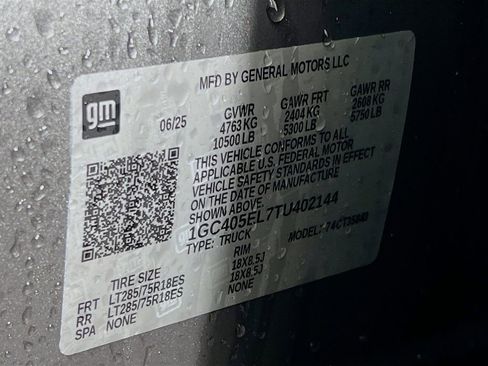 MFD BY GENERAL MOTORS LLC
gm
06/25
GVWR
4763 KG
10500 LB
GAWR FRT
2404 KG
5300 LB
GAWR RR
2608 KG
5750 LB
THIS VEHICLE CONFORMS TO ALL
APPLICABLE U.S. FEDERAL MOTOR
VEHICLE SAFETY STANDARDS IN EFFECT
ON THE DATE OF MANUFACTURE
SHOWN ABOVE.
1GC405EL7TU402144
TYPE: TRUCK
MODEL:
TIRE SIZE
RIM
FRT LT285/75R18ES 18X8.5J
RR LT285/75R18ES 18X8.5J
SPA NONE NONE